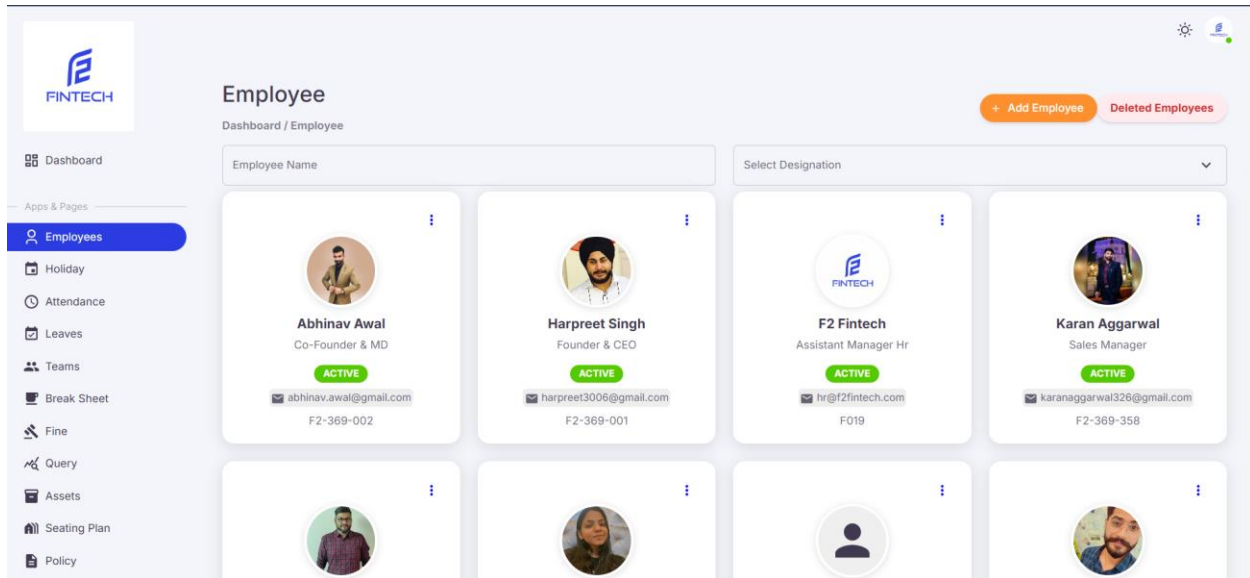 FINTECH
Employee
Dashboard / Employee
+ Add Employee
Deleted Employees
Employee Name
Select Designation
Dashboard
Apps & Pages
Employees
Holiday
Attendance
Leaves
Teams
Break Sheet
Fine
Query
Assets
Seating Plan
Policy
Abhinav Awal
Co-Founder & MD
ACTIVE
abhinav.awal@gmail.com
F2-369-002
Harpreet Singh
Founder & CEO
ACTIVE
harpreet3006@gmail.com
F2-369-001
FINTECH
F2 Fintech
Assistant Manager Hr
ACTIVE
hr@f2fintech.com
F019
Karan Aggarwal
Sales Manager
ACTIVE
karanaggarwal326@gmail.com
F2-369-358